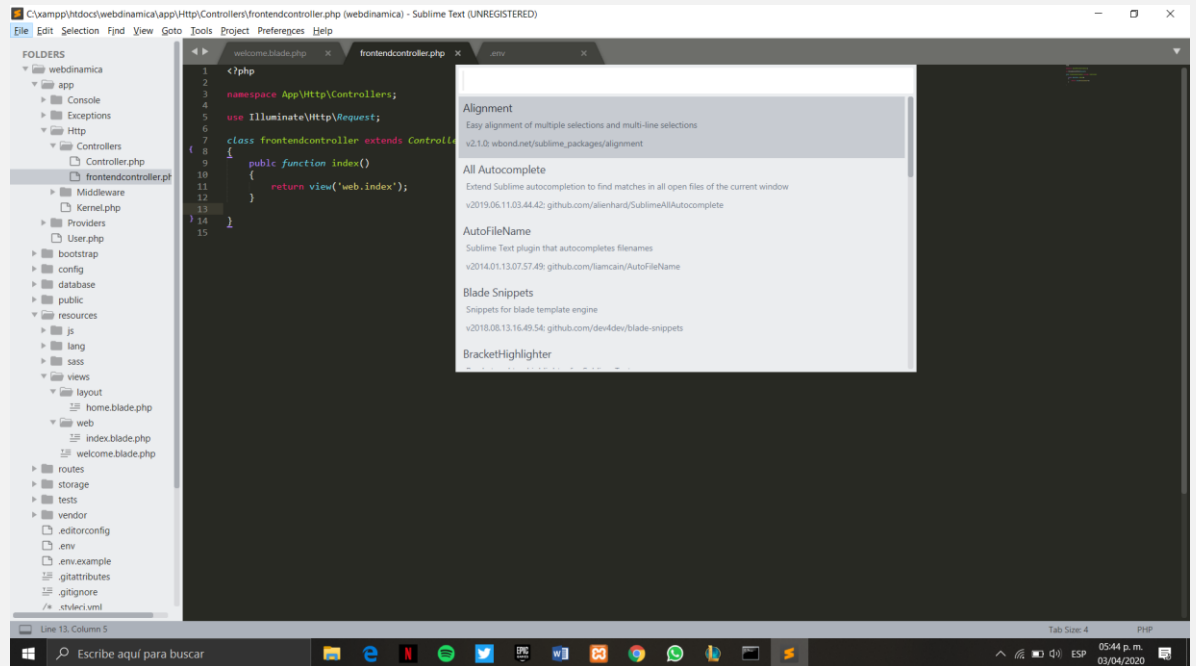 C:\xampp\htdocs\webdinamica\app\Http\Controllers\frontendcontroller.php (webdinamica) - Sublime Text (UNREGISTERED)
File Edit Selection Find View Goto Tools Project Preferences Help
FOLDERS
webdinamica
app
Console
Exceptions
Http
Controllers
Controller.php
frontendcontroller.ph
Middleware
Kernel.php
Providers
User.php
bootstrap
config
database
public
resources
js
lang
sass
views
layout
home.blade.php
web
index.blade.php
welcome.blade.php
routes
storage
tests
vendor
.editorconfig
.env
.env.example
.gitattributes
.gitignore
/* .styleci.yml
welcome.blade.php × frontendcontroller.php × .env ×
1 <?php
2
3 namespace App\Http\Controllers;
4
5 use Illuminate\Http\Request;
6
7 class frontendcontroller extends Controlle
8 {
9 publc function index()
10 {
11 return view('web.index');
12 }
13
14 }
15
Alignment
Easy alignment of multiple selections and multi-line selections
v2.1.0; wbond.net/sublime_packages/alignment
All Autocomplete
Extend Sublime autocompletion to find matches in all open files of the current window
v2019.06.11.03.44.42; github.com/alienhard/SublimeAllAutocomplete
AutoFileName
Sublime Text plugin that autocompletes filenames
v2014.01.13.07.57.49; github.com/liamcain/AutoFileName
Blade Snippets
Snippets for blade template engine
v2018.08.13.16.49.54; github.com/dev4dev/blade-snippets
BracketHighlighter
Line 13, Column 5
Tab Size: 4 PHP
Escribe aquí para buscar
N
EPIC
W
ESP
05:44 p. m.
03/04/2020